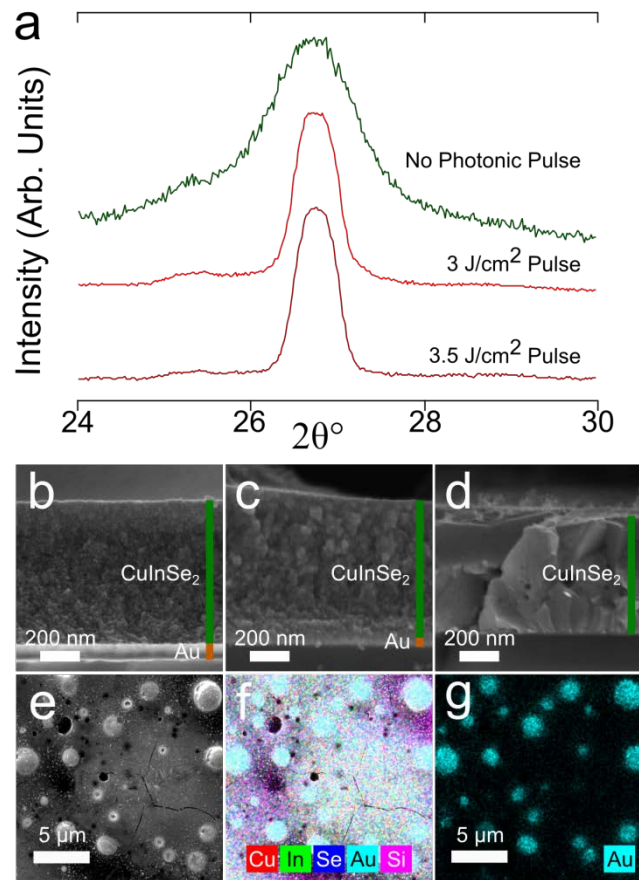 a
Intensity (Arb. Units)
No Photonic Pulse
3 J/cm² Pulse
3.5 J/cm² Pulse
24 26 28 30
2θ°
b c d
CuInSe₂ CuInSe₂ CuInSe₂
200 nm Au 200 nm Au 200 nm
e f g
5 μm Cu In Se Au Si 5 μm Au